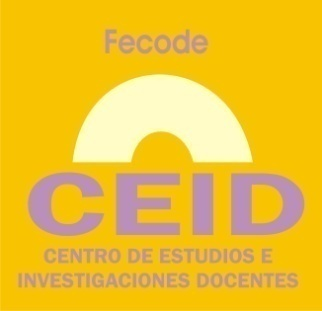 Fecode
CEID
CENTRO DE ESTUDIOS E
INVESTIGACIONES DOCENTES